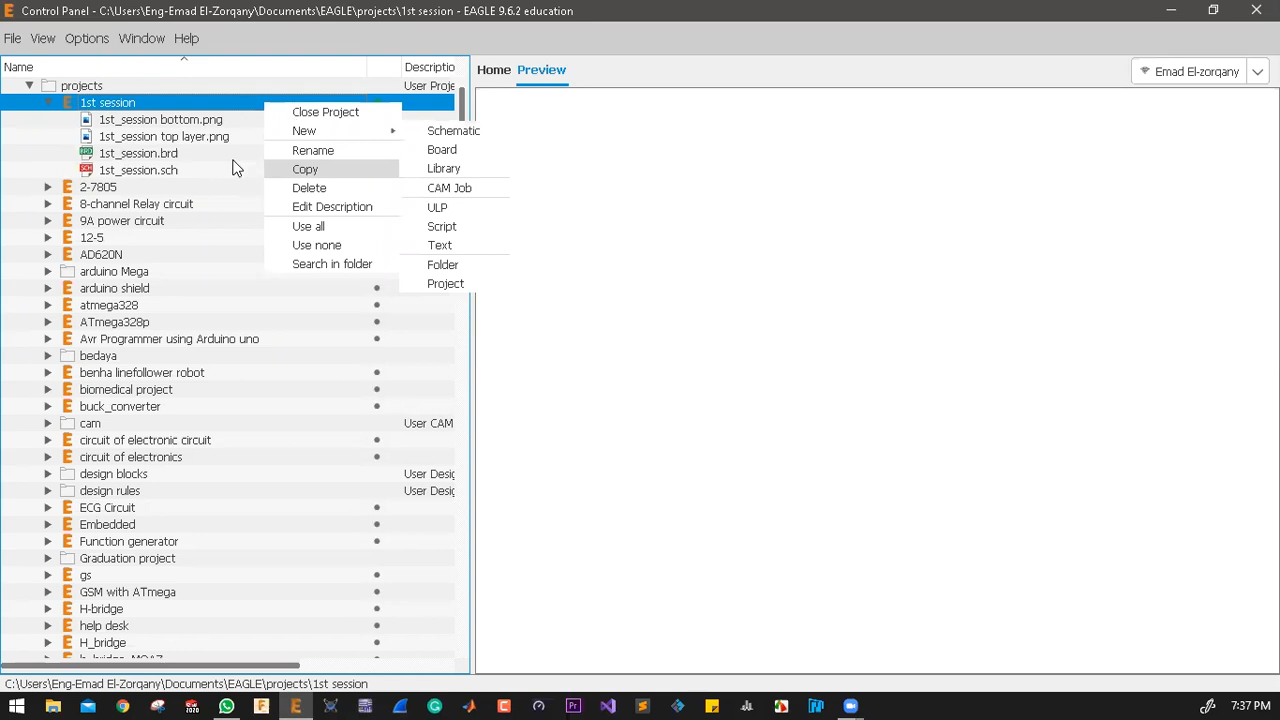 Control Panel - C:\Users\Eng-Emad El-Zorqany\Documents\EAGLE\projects\1st session - EAGLE 9.6.2 education
File View Options Window Help
Name Descriptio
Home Preview
Emad El-zorqany
projects User Proje
1st session
1st_session bottom.png
1st_session top layer.png
1st_session.brd
1st_session.sch
2-7805
8-channel Relay circuit
9A power circuit
12-5
AD620N
arduino Mega
arduino shield
atmega328
ATmega328p
Avr Programmer using Arduino uno
bedaya
benha linefollower robot
biomedical project
buck_converter
cam User CAM
circuit of electronic circuit
circuit of electronics
design blocks User Desig
design rules User Desig
ECG Circuit
Embedded
Function generator
Graduation project
gs
GSM with ATmega
H-bridge
help desk
H_bridge
Close Project
New
Rename
Copy
Delete
Edit Description
Use all
Use none
Search in folder
Schematic
Board
Library
CAM Job
ULP
Script
Text
Folder
Project
C:\Users\Eng-Emad El-Zorqany\Documents\EAGLE\projects\1st session
7:37 PM